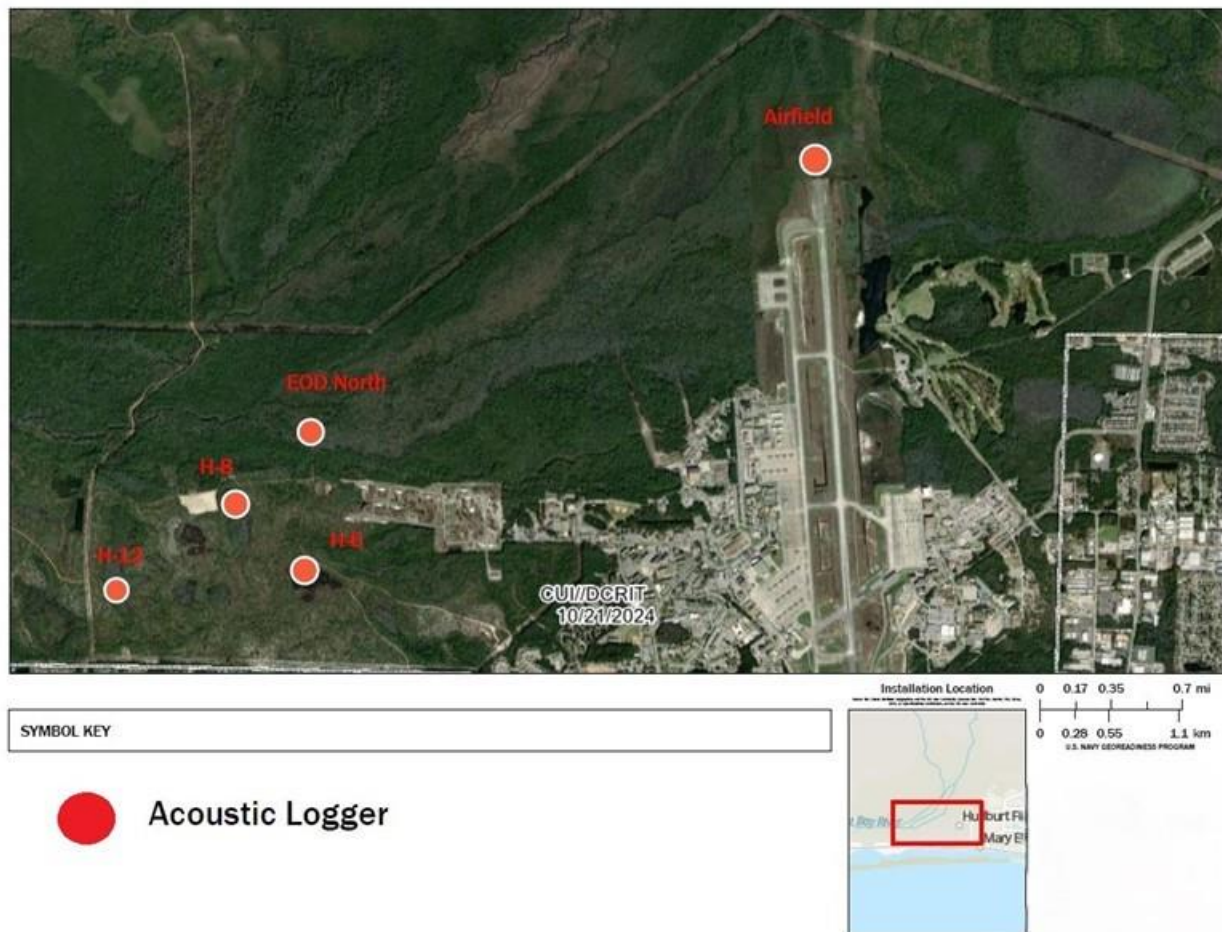 Airfield
EOD North
H-8
H-12
CUI//DCRIT
10/21/2024
SYMBOL KEY
Acoustic Logger
Installation Location
Hurlburt Fi
Mary E
0 0.17 0.35 0.7 mi
0 0.28 0.55 1.1 km
U.S. NAVY GEOREADINESS PROGRAM